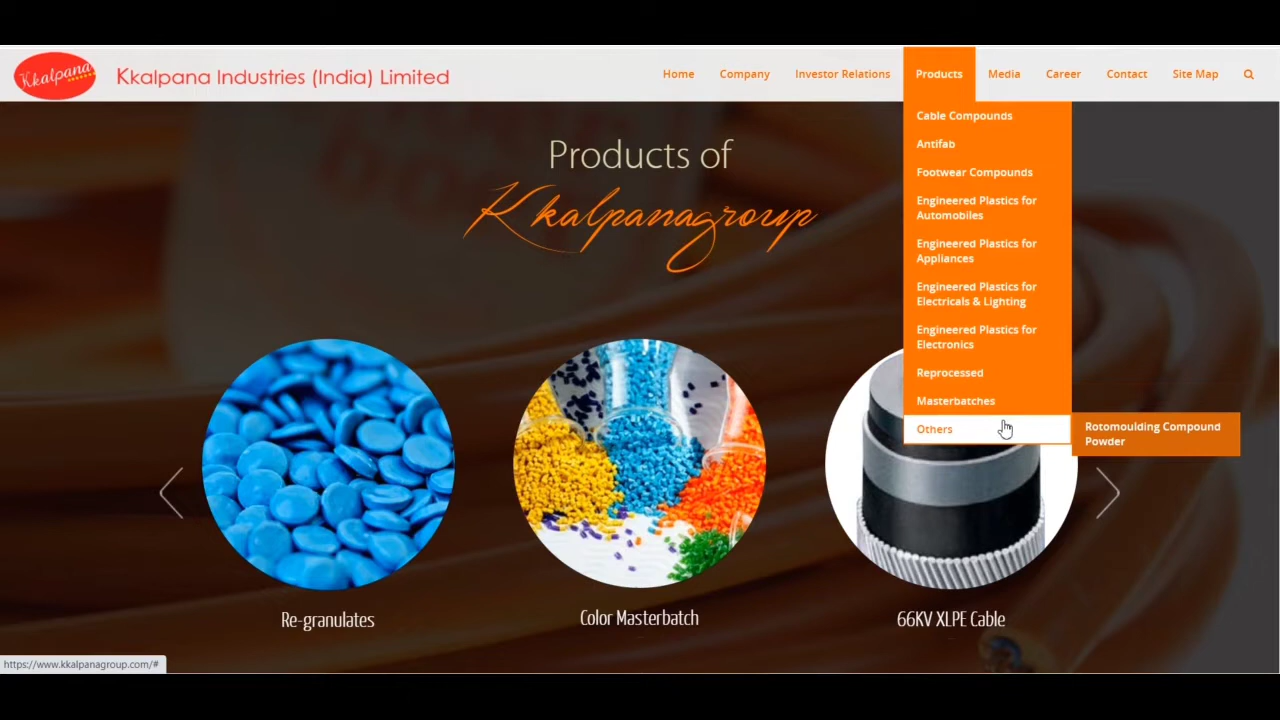 Kkalpana
Kkalpana Industries (India) Limited
Home
Company
Investor Relations
Products
Media
Career
Contact
Site Map
Cable Compounds
Antifab
Footwear Compounds
Engineered Plastics for
Automobiles
Engineered Plastics for
Appliances
Engineered Plastics for
Electricals & Lighting
Engineered Plastics for
Electronics
Reprocessed
Masterbatches
Others
Rotomoulding Compound
Powder
Products of
Kkalpanagroup
Re-granulates
Color Masterbatch
66KV XLPE Cable
https://www.kkalpanagroup.com/#